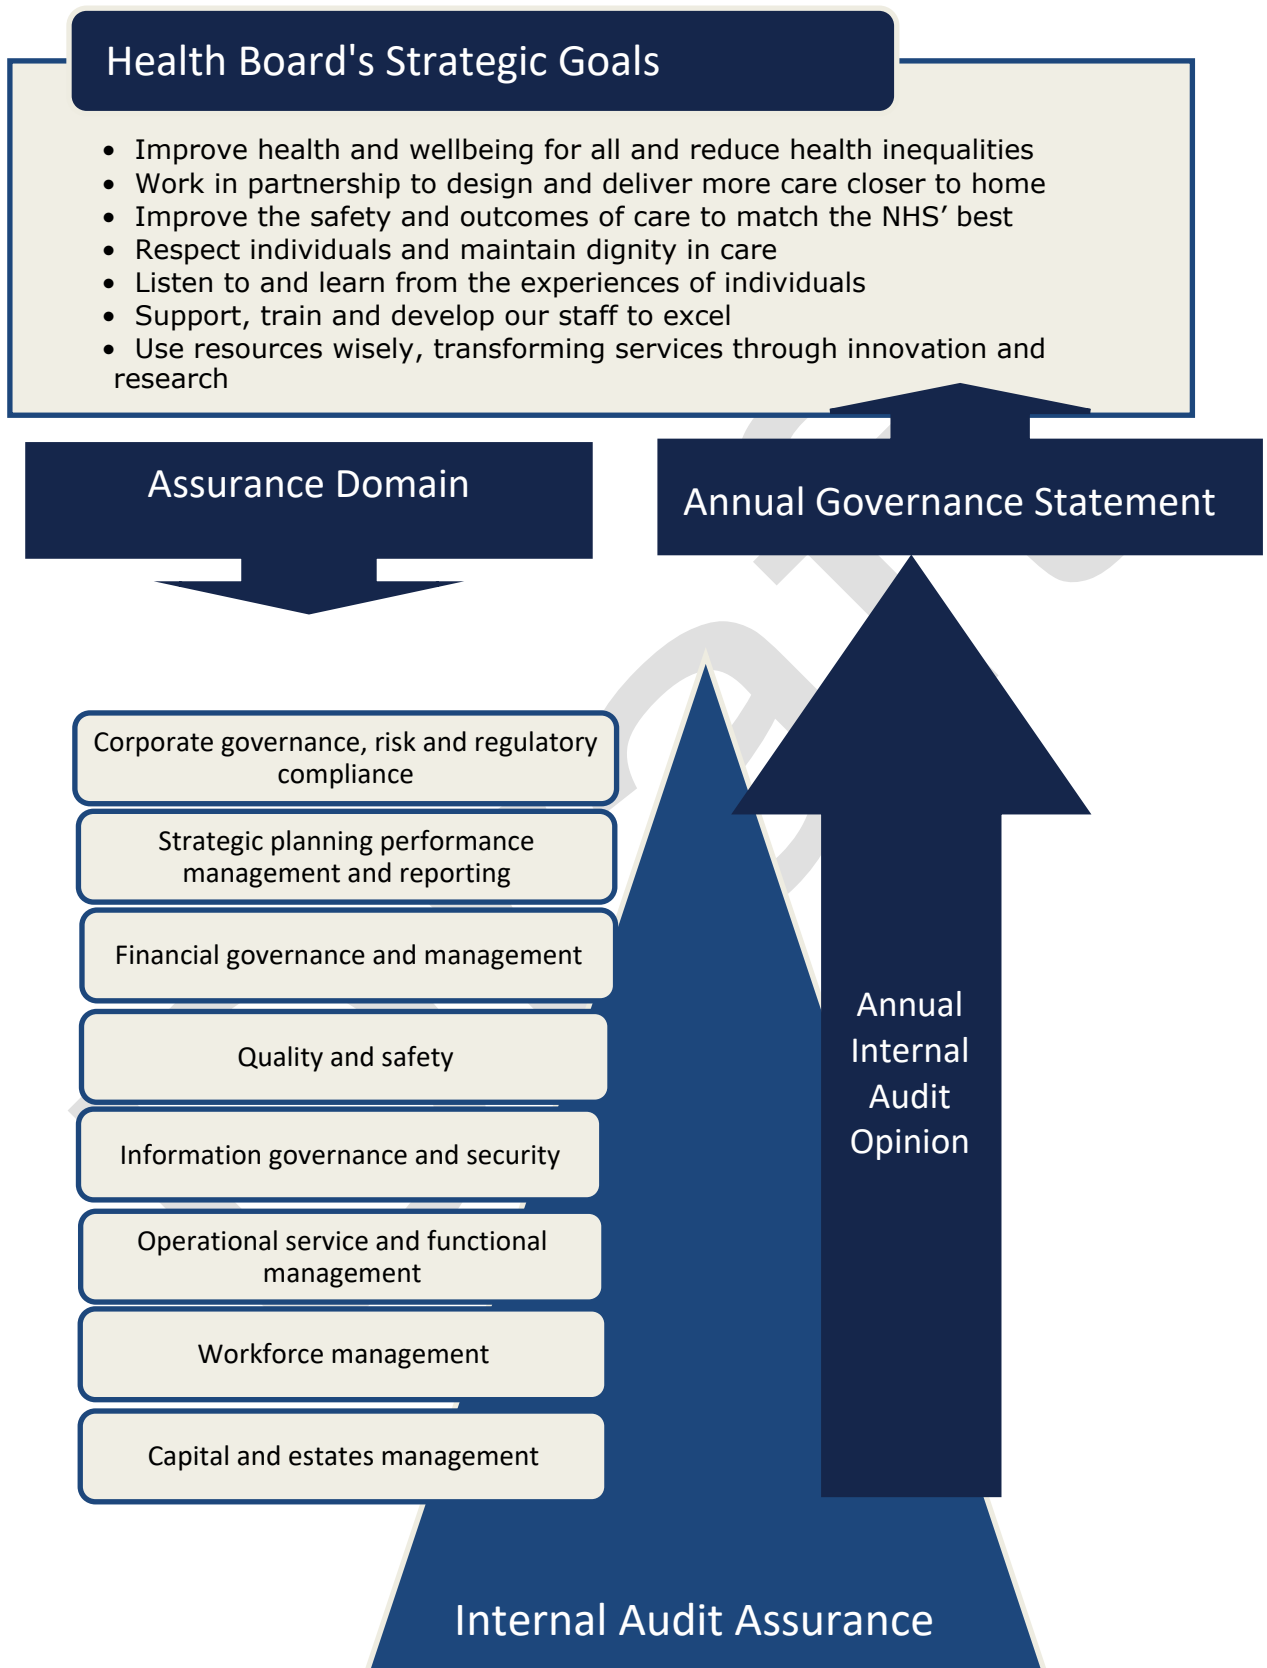 Health Board's Strategic Goals
• Improve health and wellbeing for all and reduce health inequalities
• Work in partnership to design and deliver more care closer to home
• Improve the safety and outcomes of care to match the NHS’ best
• Respect individuals and maintain dignity in care
• Listen to and learn from the experiences of individuals
• Support, train and develop our staff to excel
• Use resources wisely, transforming services through innovation and
research
Assurance Domain
Annual Governance Statement
Corporate governance, risk and regulatory
compliance
Strategic planning performance
management and reporting
Financial governance and management
Quality and safety
Information governance and security
Operational service and functional
management
Workforce management
Capital and estates management
Annual
Internal
Audit
Opinion
Internal Audit Assurance